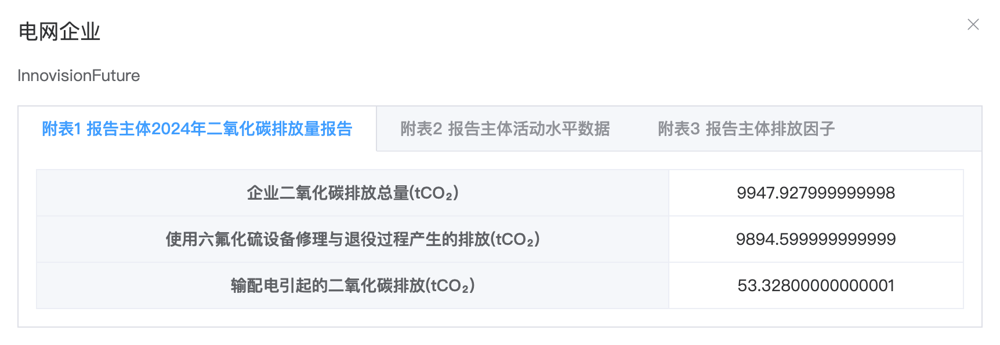 电网企业
InnovisionFuture
附表1 报告主体2024年二氧化碳排放量报告 附表2 报告主体活动水平数据 附表3 报告主体排放因子
企业二氧化碳排放总量(tCO₂) 9947.927999999998
使用六氟化硫设备修理与退役过程产生的排放(tCO₂) 9894.599999999999
输配电引起的二氧化碳排放(tCO₂) 53.32800000000001